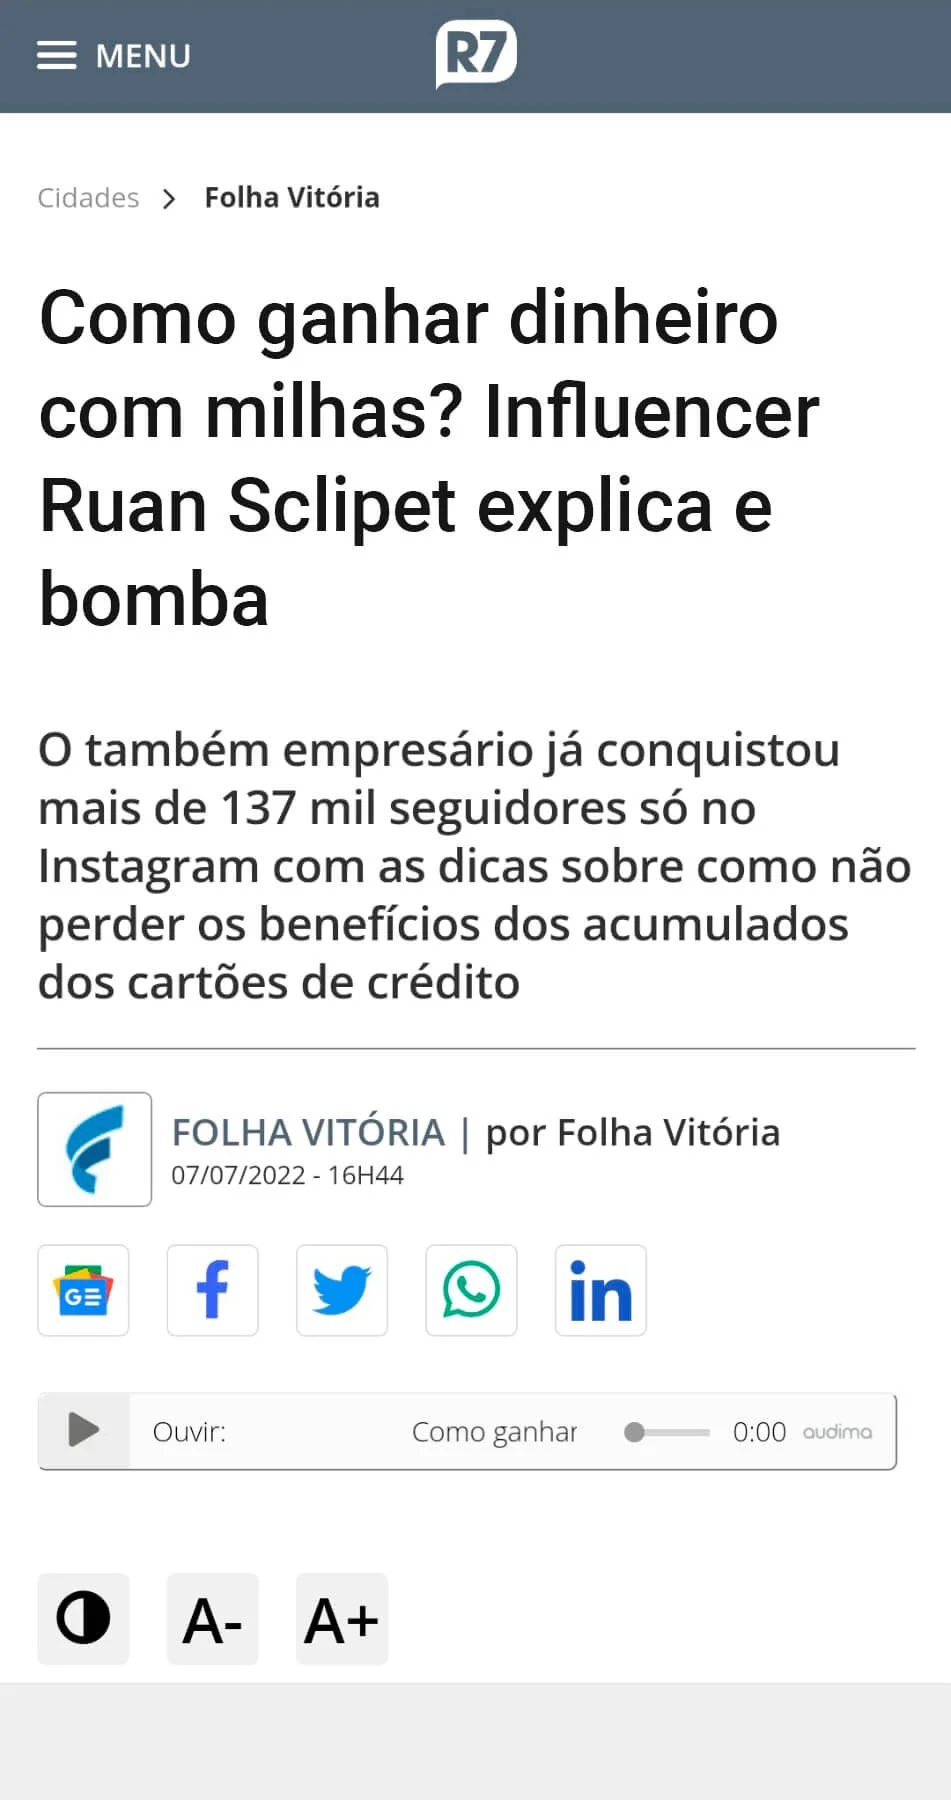 MENU
R7
Cidades > Folha Vitória
Como ganhar dinheiro
com milhas? Influencer
Ruan Sclipet explica e
bomba
O também empresário já conquistou
mais de 137 mil seguidores só no
Instagram com as dicas sobre como não
perder os benefícios dos acumulados
dos cartões de crédito
FOLHA VITÓRIA | por Folha Vitória
07/07/2022 - 16H44
GE
f
in
Ouvir: Como ganhar 0:00 audima
A- A+